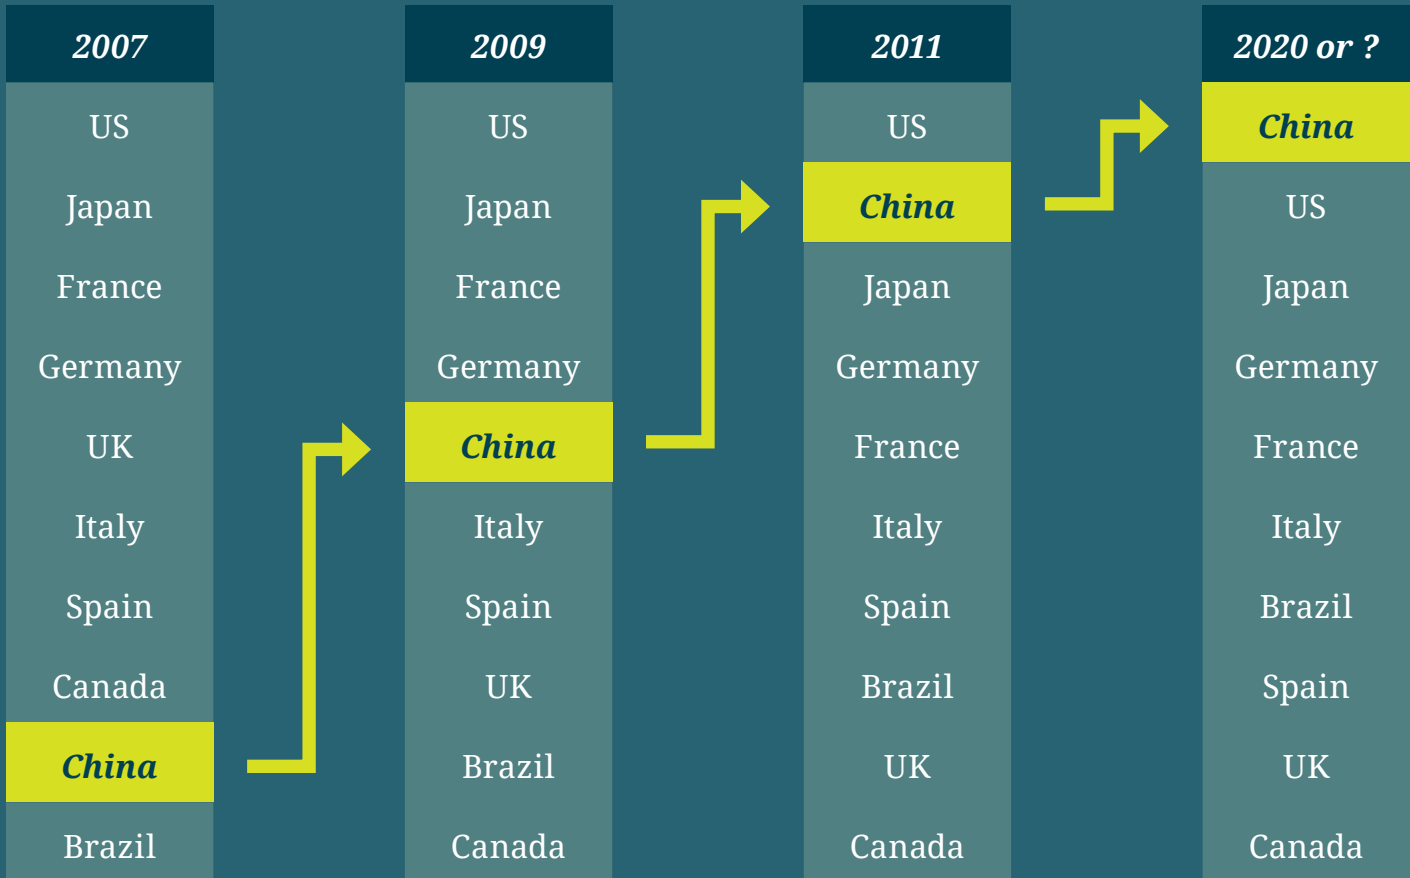 2007
US
Japan
France
Germany
UK
Italy
Spain
Canada
China
Brazil
2009
US
Japan
France
Germany
China
Italy
Spain
UK
Brazil
Canada
2011
US
China
Japan
Germany
France
Italy
Spain
Brazil
UK
Canada
2020 or ?
China
US
Japan
Germany
France
Italy
Brazil
Spain
UK
Canada